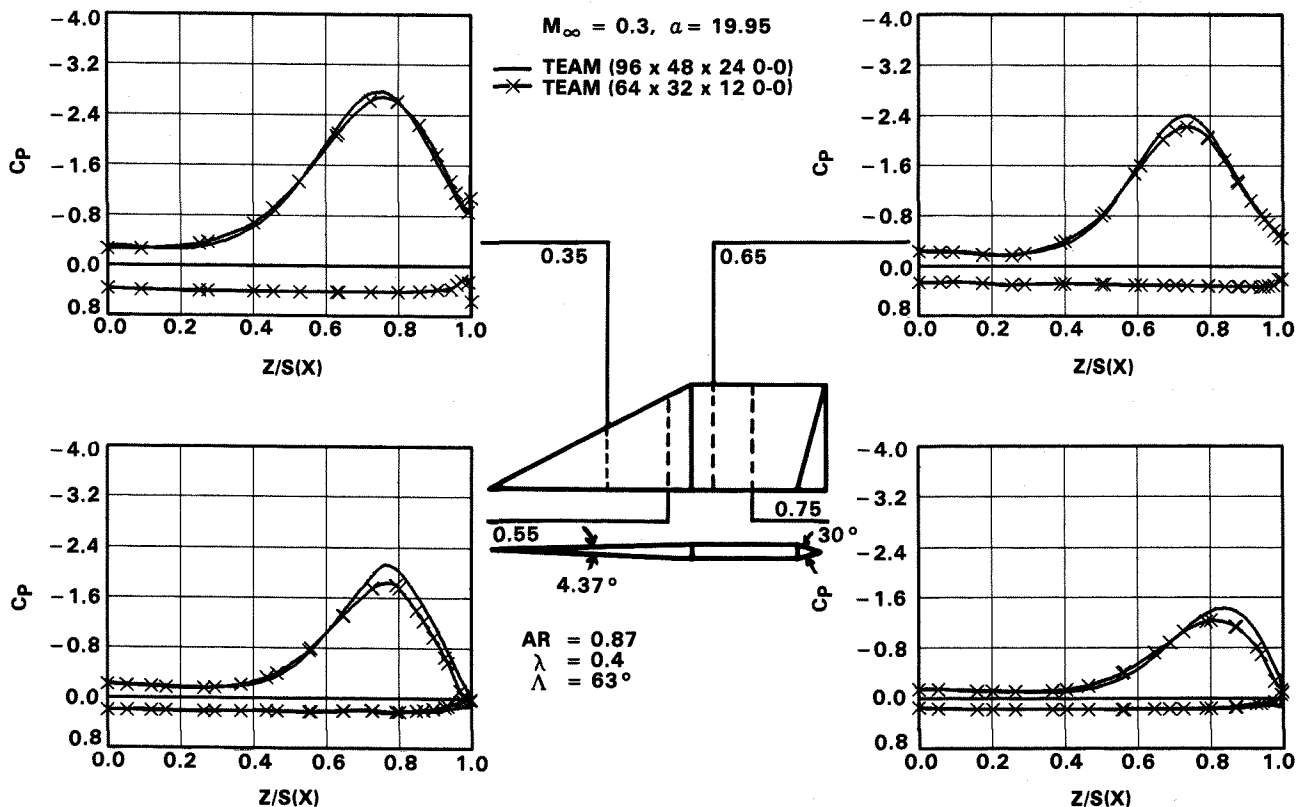 M∞ = 0.3, α = 19.95
TEAM (96 x 48 x 24 0-0)
TEAM (64 x 32 x 12 0-0)
−4.0
−3.2
−2.4
−1.6
−0.8
0.0
0.8
CP
0.0 0.2 0.4 0.6 0.8 1.0
Z/S(X)
−4.0
−3.2
−2.4
−1.6
−0.8
0.0
0.8
CP
0.0 0.2 0.4 0.6 0.8 1.0
Z/S(X)
0.35
0.65
0.55
0.75
30°
4.37°
AR = 0.87
λ = 0.4
Λ = 63°
−4.0
−3.2
−2.4
−1.6
−0.8
0.0
0.8
CP
0.0 0.2 0.4 0.6 0.8 1.0
Z/S(X)
−4.0
−3.2
−2.4
−1.6
−0.8
0.0
0.8
CP
0.0 0.2 0.4 0.6 0.8 1.0
Z/S(X)